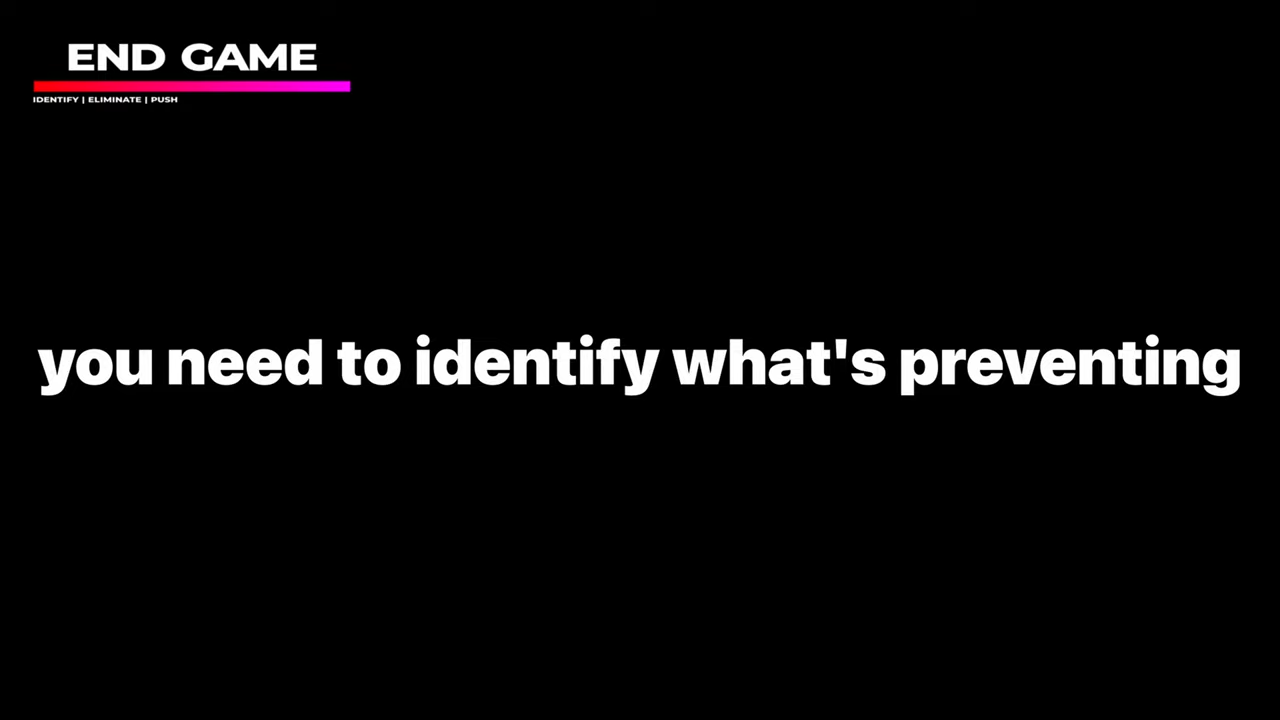 END GAME
IDENTIFY | ELIMINATE | PUSH
you need to identify what's preventing